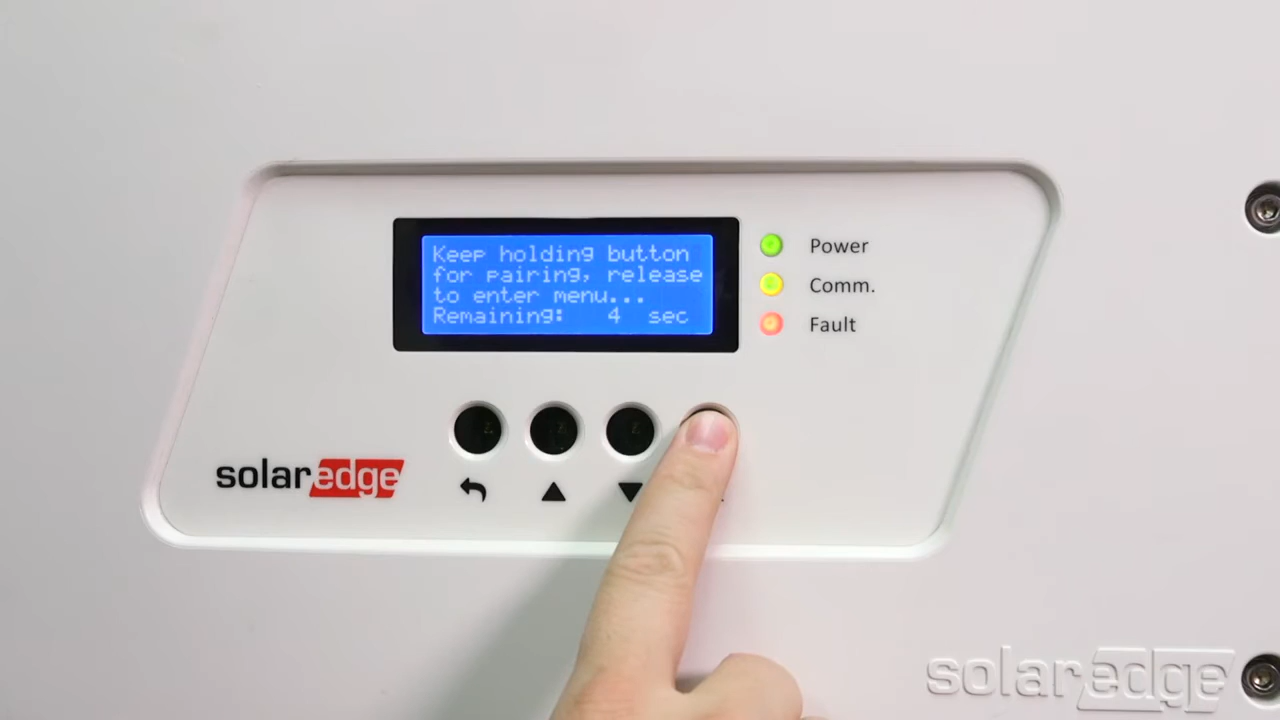 Keep holding button
for pairing, release
to enter menu...
Remaining: 4 sec
Power
Comm.
Fault
solaredge
solaredge